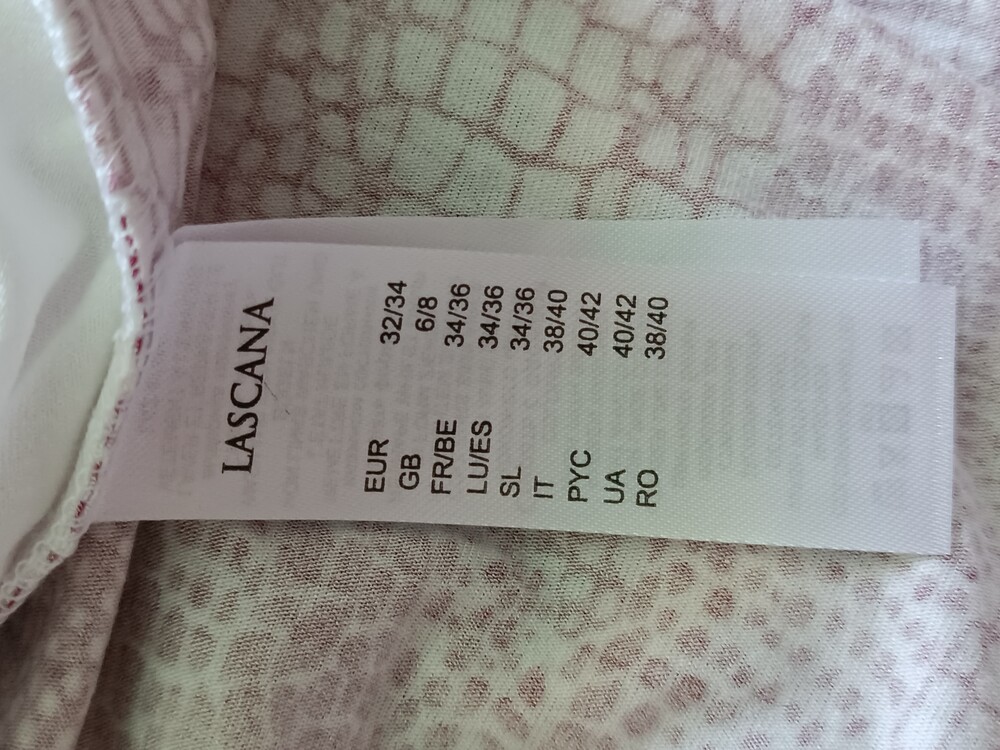 LASCANA
EUR 32/34
GB 6/8
FR/BE 34/36
LU/ES 34/36
SL 34/36
IT 38/40
PYC 40/42
UA 40/42
RO 38/40